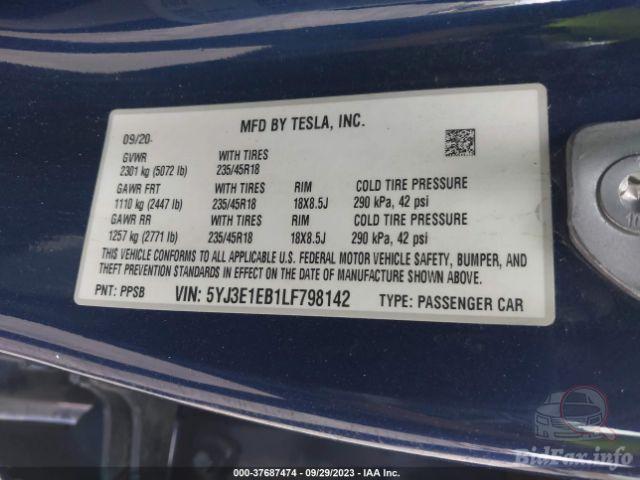 MFD BY TESLA, INC.
09/20
GVWR WITH TIRES
2301 kg (5072 lb) 235/45R18
GAWR FRT WITH TIRES RIM COLD TIRE PRESSURE
1110 kg (2447 lb) 235/45R18 18X8.5J 290 kPa, 42 psi
GAWR RR WITH TIRES RIM COLD TIRE PRESSURE
1257 kg (2771 lb) 235/45R18 18X8.5J 290 kPa, 42 psi
THIS VEHICLE CONFORMS TO ALL APPLICABLE U.S. FEDERAL MOTOR VEHICLE SAFETY, BUMPER, AND
THEFT PREVENTION STANDARDS IN EFFECT ON THE DATE OF MANUFACTURE SHOWN ABOVE.
PNT: PPSB VIN: 5YJ3E1EB1LF798142 TYPE: PASSENGER CAR
BidFax.info
000-37687474 — 09/29/2023 — IAA Inc.